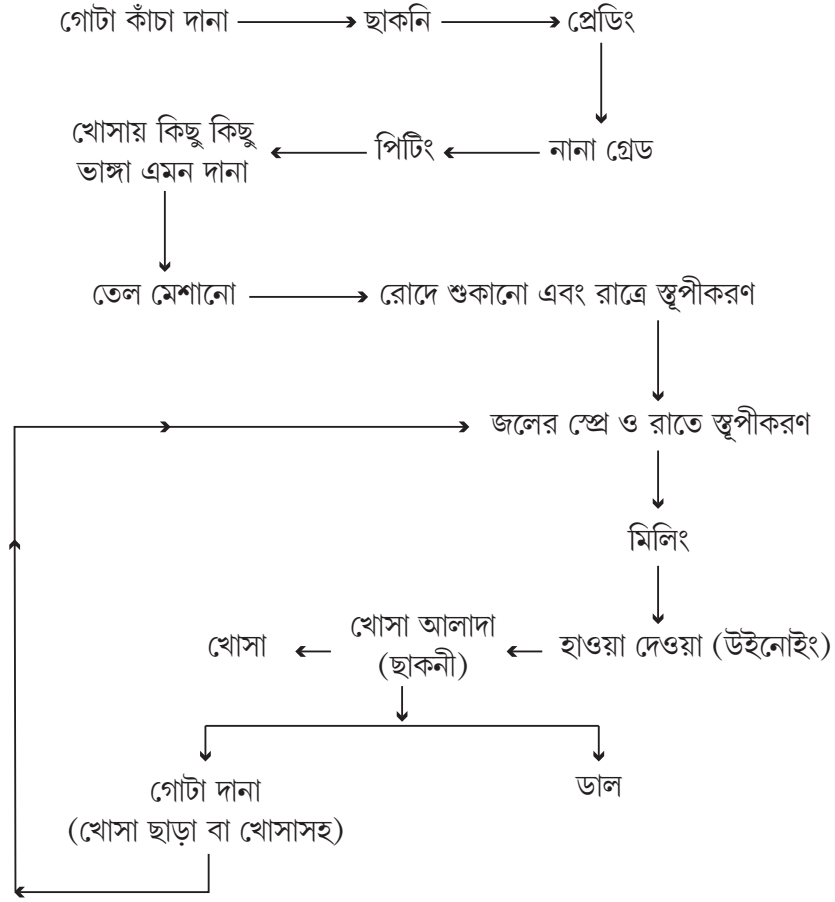 গোটা কাঁচা দানা
ছাকনি
প্রেডিং
নানা গ্রেড
পিটিং
খোসায় কিছু কিছু
ভাঙ্গা এমন দানা
তেল মেশানো
রোদে শুকানো এবং রাত্রে স্তূপীকরণ
জলের স্প্রে ও রাতে স্তূপীকরণ
মিলিং
হাওয়া দেওয়া (উইনোইং)
খোসা আলাদা
(ছাকনী)
খোসা
গোটা দানা
(খোসা ছাড়া বা খোসাসহ)
ডাল